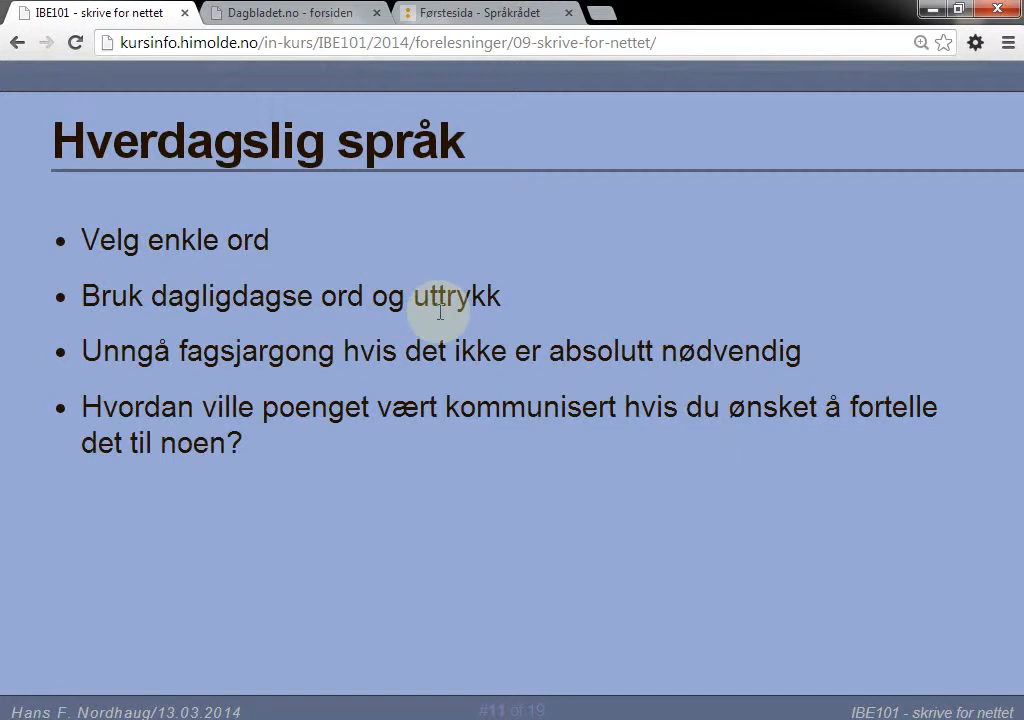 IBE101 - skrive for nettet
Dagbladet.no - forsiden
Førstesida - Språkrådet
kursinfo.himolde.no/in-kurs/IBE101/2014/forelesninger/09-skrive-for-nettet/
Hverdagslig språk
• Velg enkle ord
• Bruk dagligdagse ord og uttrykk
• Unngå fagsjargong hvis det ikke er absolutt nødvendig
• Hvordan ville poenget vært kommunisert hvis du ønsket å fortelle
det til noen?
Hans F. Nordhaug/13.03.2014
#11 of 19
IBE101 - skrive for nettet